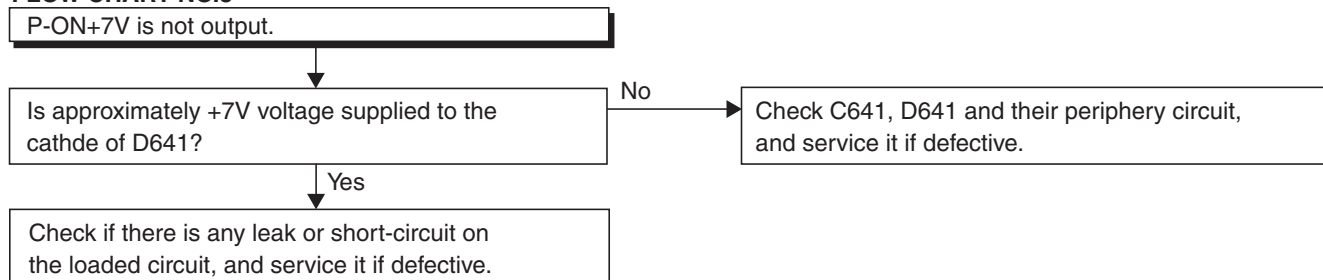 FLOW CHART NO.6
P-ON+7V is not output.
Is approximately +7V voltage supplied to the
cathde of D641?
No
Check C641, D641 and their periphery circuit,
and service it if defective.
Yes
Check if there is any leak or short-circuit on
the loaded circuit, and service it if defective.